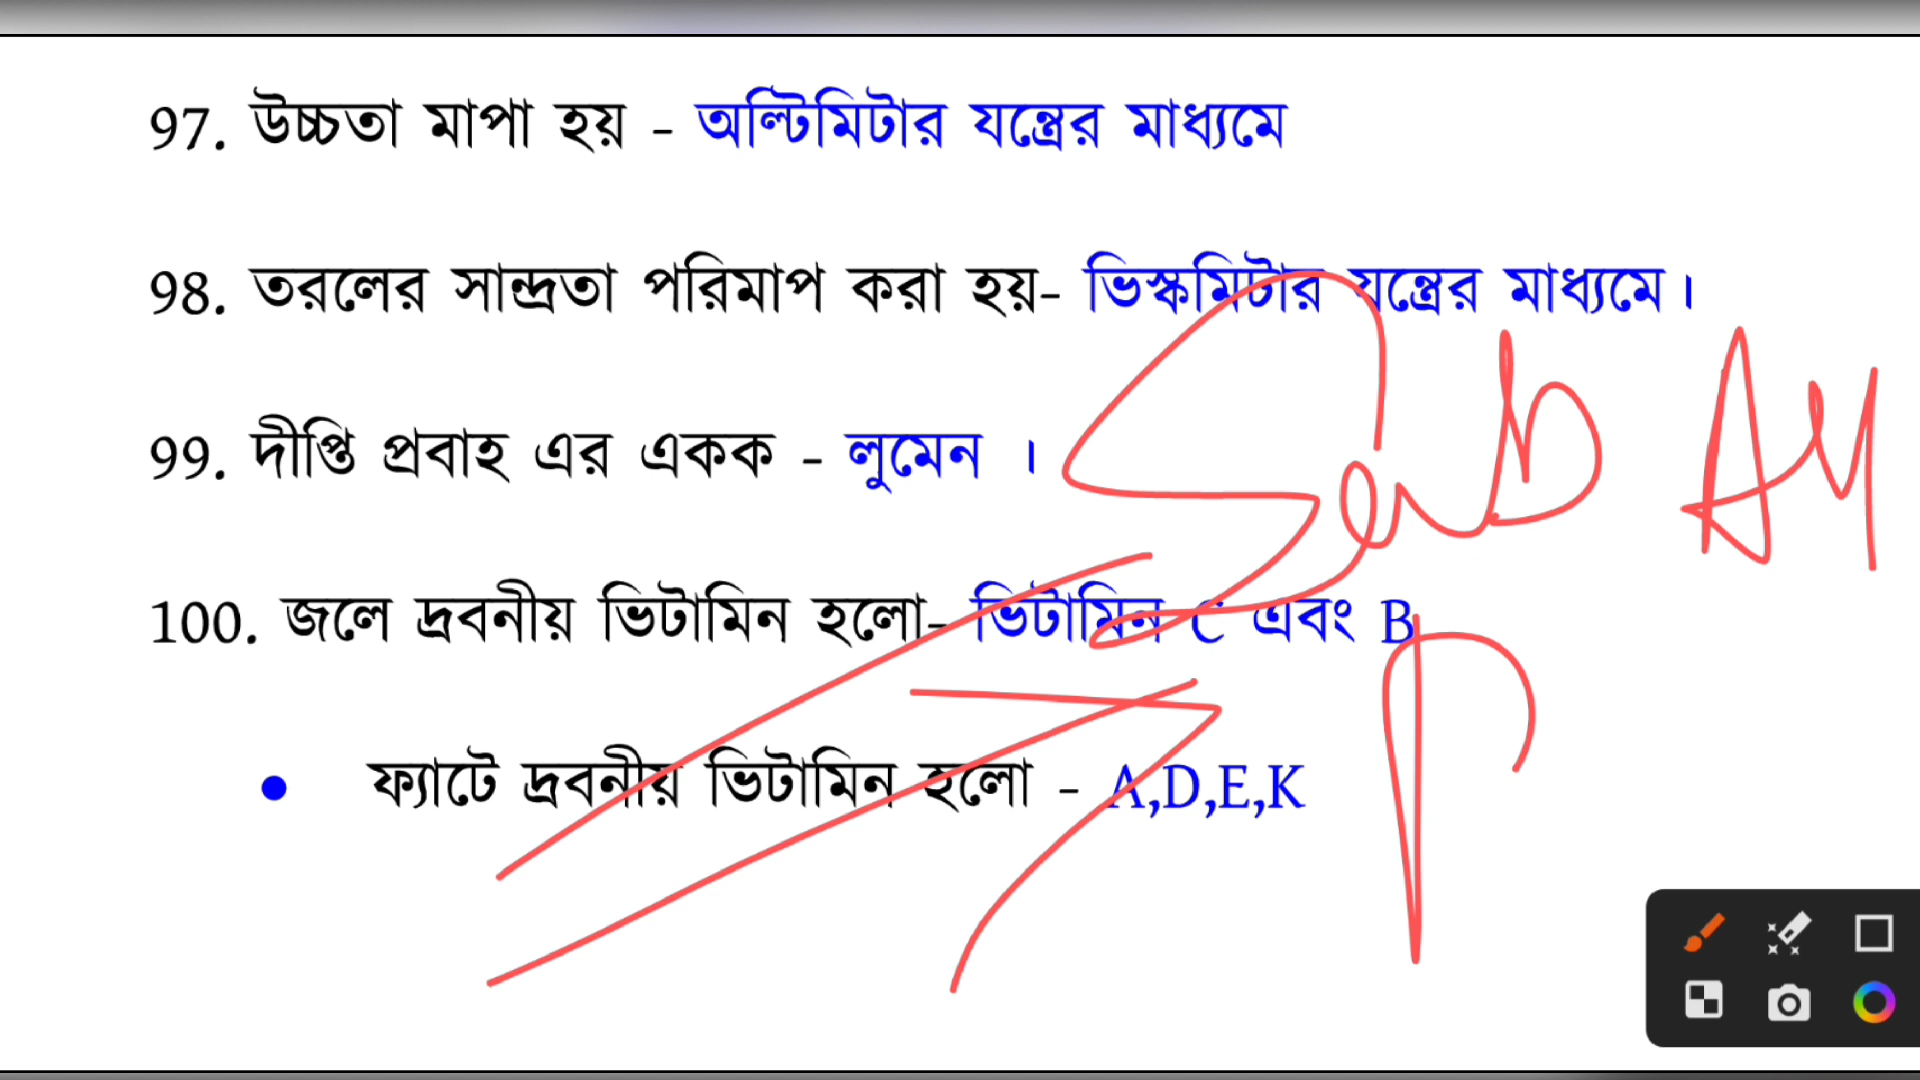 97. উচ্চতা মাপা হয় - অল্টিমিটার যন্ত্রের মাধ্যমে
98. তরলের সান্দ্রতা পরিমাপ করা হয়- ভিস্কমিটার যন্ত্রের মাধ্যমে।
99. দীপ্তি প্রবাহ এর একক - লুমেন ।
100. জলে দ্রবনীয় ভিটামিন হলো- ভিটামিন C এবং B
● ফ্যাটে দ্রবনীয় ভিটামিন হলো - A,D,E,K